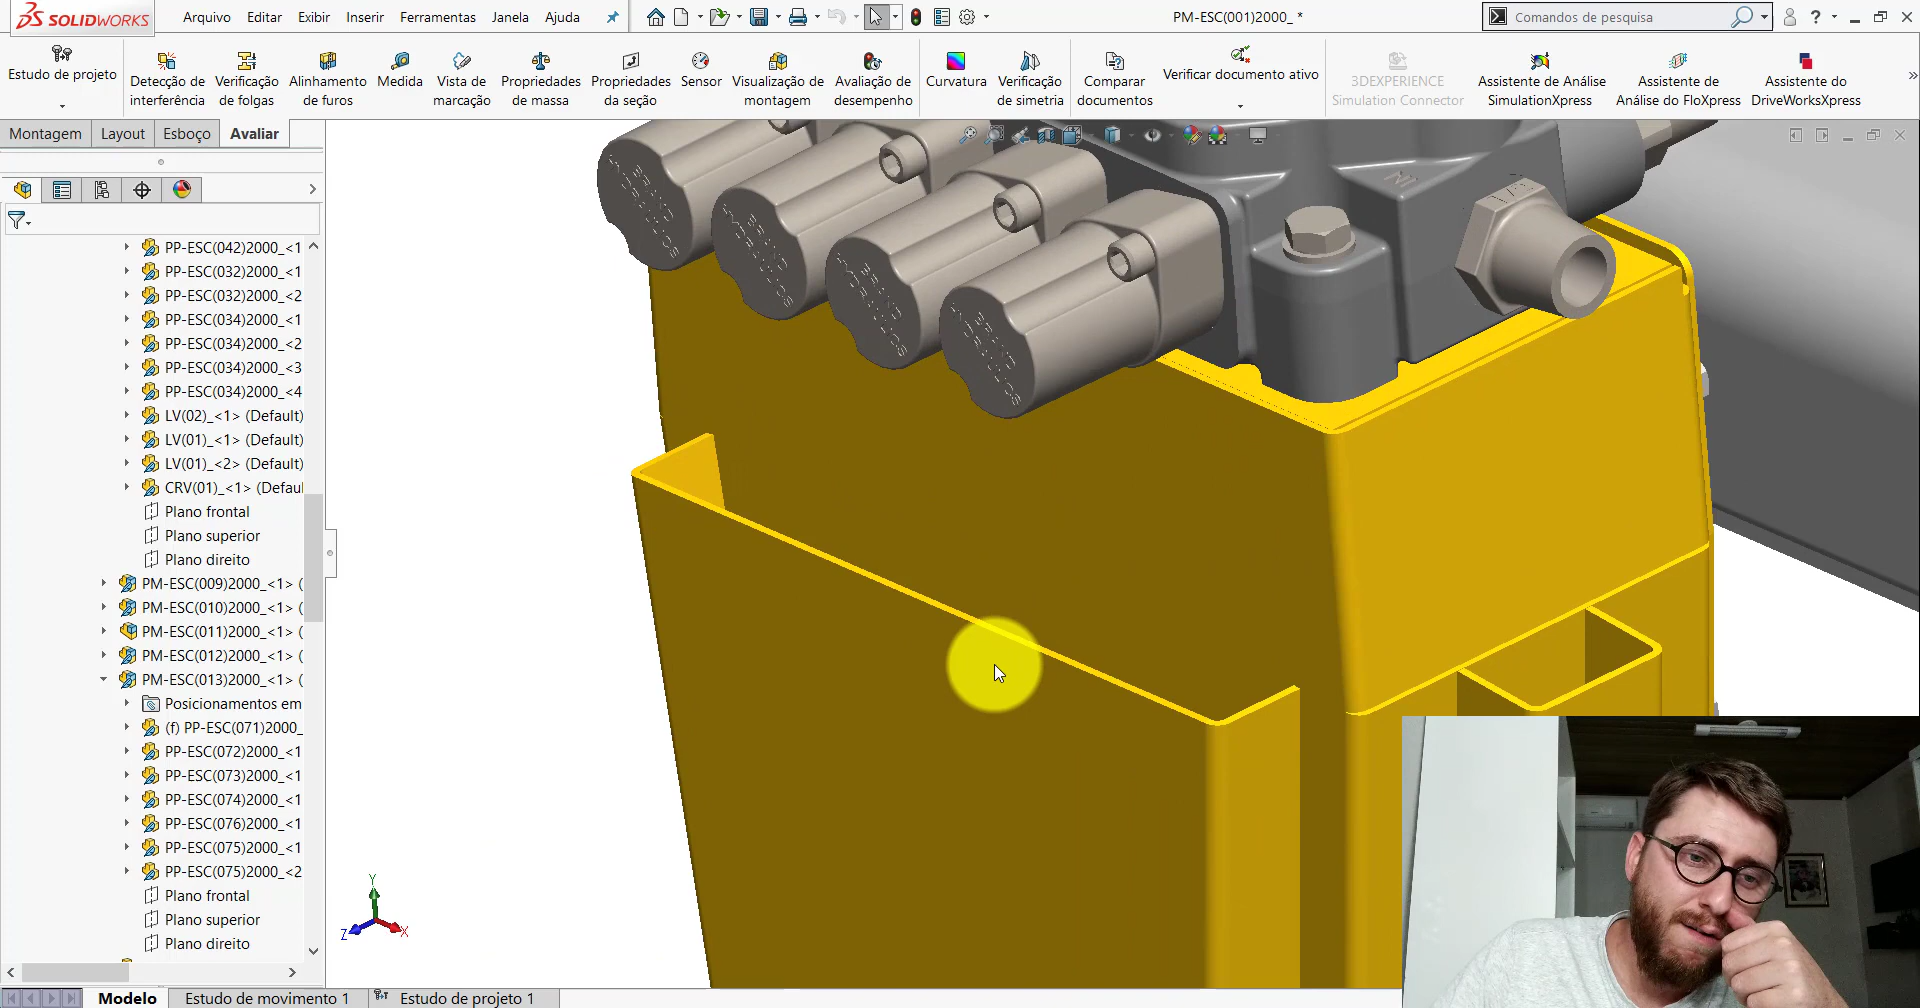 SOLIDWORKS
Arquivo Editar Exibir Inserir Ferramentas Janela Ajuda
PM-ESC(001)2000_ *
Comandos de pesquisa
Estudo de projeto
Detecção de interferência
Verificação de folgas
Alinhamento de furos
Medida
Vista de marcação
Propriedades de massa
Propriedades da seção
Sensor
Visualização de montagem
Avaliação de desempenho
Curvatura
Verificação de simetria
Comparar documentos
Verificar documento ativo
3DEXPERIENCE Simulation Connector
Assistente de Análise SimulationXpress
Assistente de Análise do FloXpress
Assistente do DriveWorksXpress
Montagem Layout Esboço Avaliar
PP-ESC(042)2000_<1
PP-ESC(032)2000_<1
PP-ESC(032)2000_<2
PP-ESC(034)2000_<1
PP-ESC(034)2000_<2
PP-ESC(034)2000_<3
PP-ESC(034)2000_<4
LV(02)_<1> (Default)
LV(01)_<1> (Default)
LV(01)_<2> (Default)
CRV(01)_<1> (Defaul
Plano frontal
Plano superior
Plano direito
PM-ESC(009)2000_<1> (
PM-ESC(010)2000_<1> (
PM-ESC(011)2000_<1> (
PM-ESC(012)2000_<1> (
PM-ESC(013)2000_<1> (
Posicionamentos em
(f) PP-ESC(071)2000_
PP-ESC(072)2000_<1
PP-ESC(073)2000_<1
PP-ESC(074)2000_<1
PP-ESC(076)2000_<1
PP-ESC(075)2000_<1
PP-ESC(075)2000_<2
Plano frontal
Plano superior
Plano direito
Y
Z
X
Modelo Estudo de movimento 1 Estudo de projeto 1